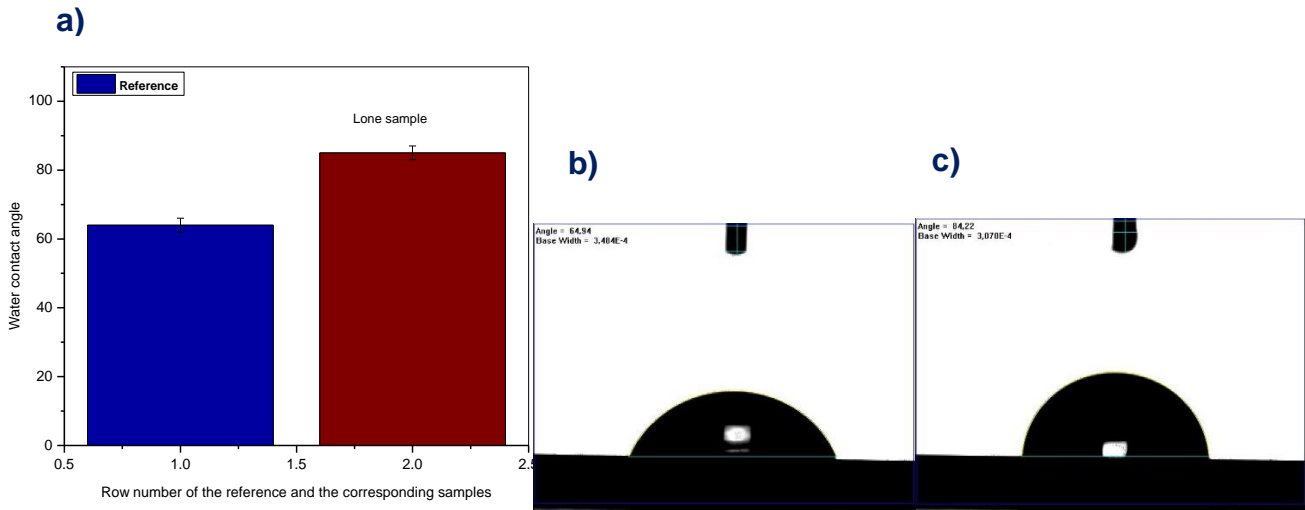 a)
Reference
Lone sample
100
80
60
40
20
0
0.5 1.0 1.5 2.0 2.5
Water contact angle
Row number of the reference and the corresponding samples
b)
Angle = 64,94
Base Width = 3,484E-4
c)
Angle = 84,22
Base Width = 3,070E-4